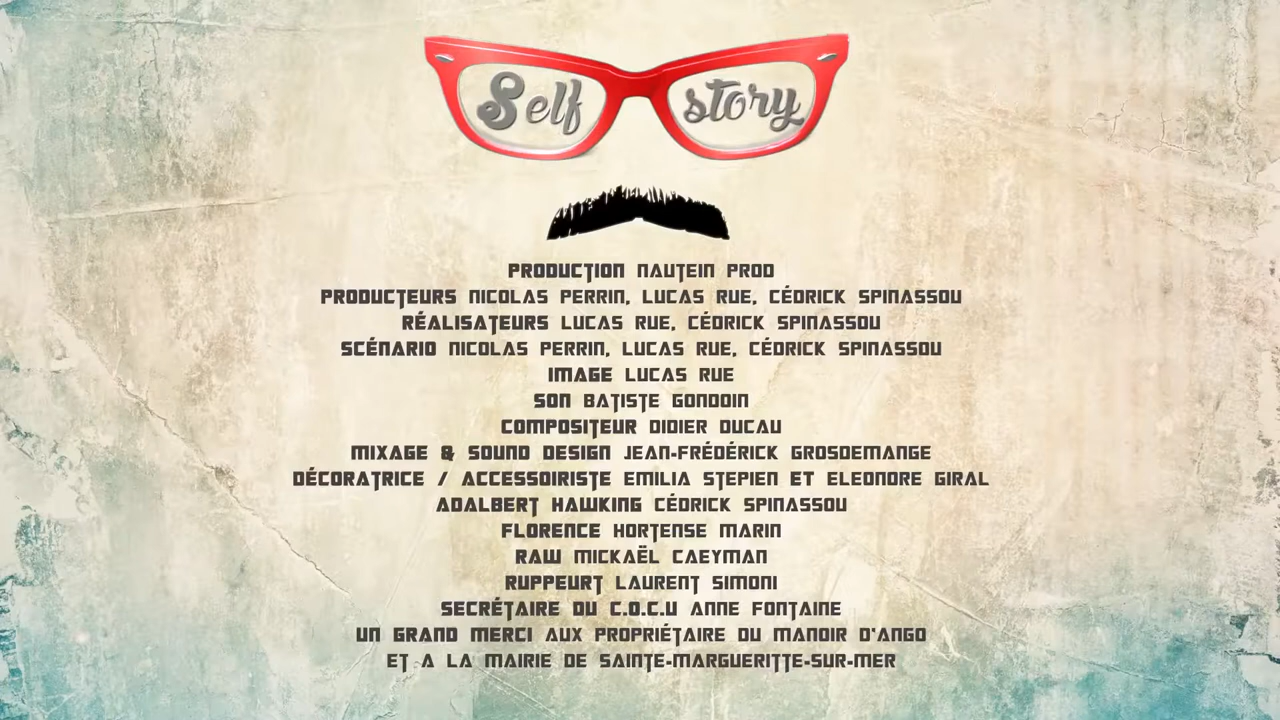 Self story
PRODUCTION NAUTEIN PROD
PRODUCTEURS NICOLAS PERRIN, LUCAS RUE, CÉDRICK SPINASSOU
RÉALISATEURS LUCAS RUE, CÉDRICK SPINASSOU
SCÉNARIO NICOLAS PERRIN, LUCAS RUE, CÉDRICK SPINASSOU
IMAGE LUCAS RUE
SON BATISTE GONDOIN
COMPOSITEUR DIDIER DUCAU
MIXAGE & SOUND DESIGN JEAN-FRÉDÉRICK GROSDEMANGE
DÉCORATRICE / ACCESSOIRISTE EMILIA STEPIEN ET ELEONORE GIRAL
ADALBERT HAWKING CÉDRICK SPINASSOU
FLORENCE HORTENSE MARIN
RAW MICKAËL CAEYMAN
RUPPEURT LAURENT SIMONI
SECRÉTAIRE DU C.O.C.U ANNE FONTAINE
UN GRAND MERCI AUX PROPRIÉTAIRE DU MANOIR D'ANGO
ET A LA MAIRIE DE SAINTE-MARGUERITTE-SUR-MER